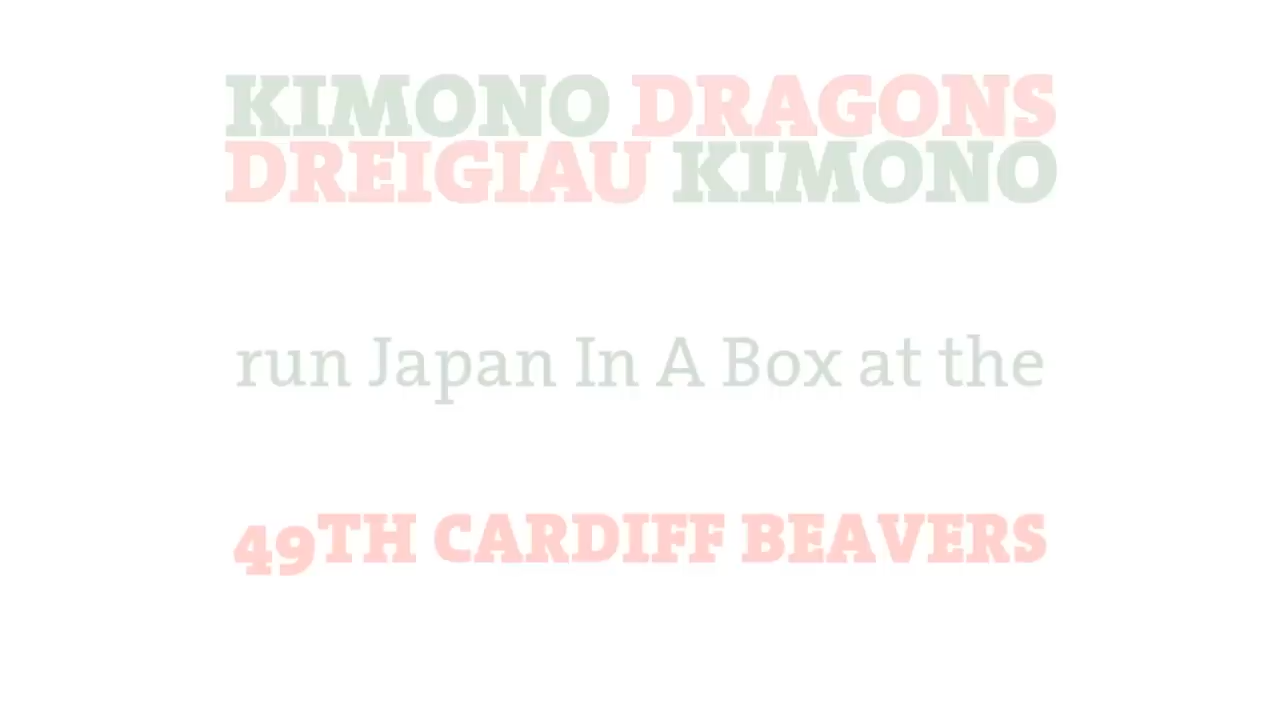 KIMONO DRAGONS
DREIGIAU KIMONO
run Japan In A Box at the
49TH CARDIFF BEAVERS